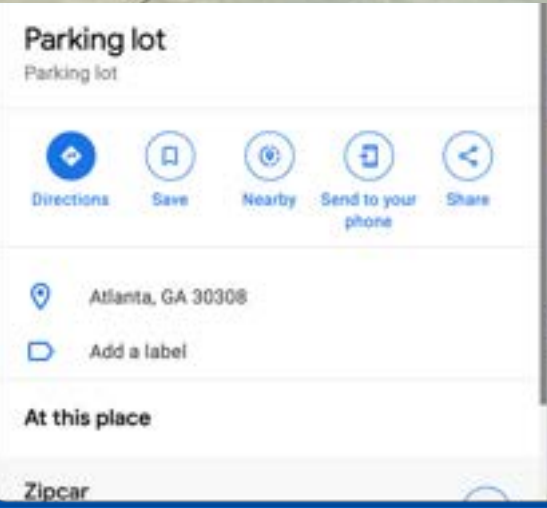 Parking lot
Parking lot
Directions
Save
Nearby
Send to your
phone
Share
Atlanta, GA 30308
Add a label
At this place
Zipcar